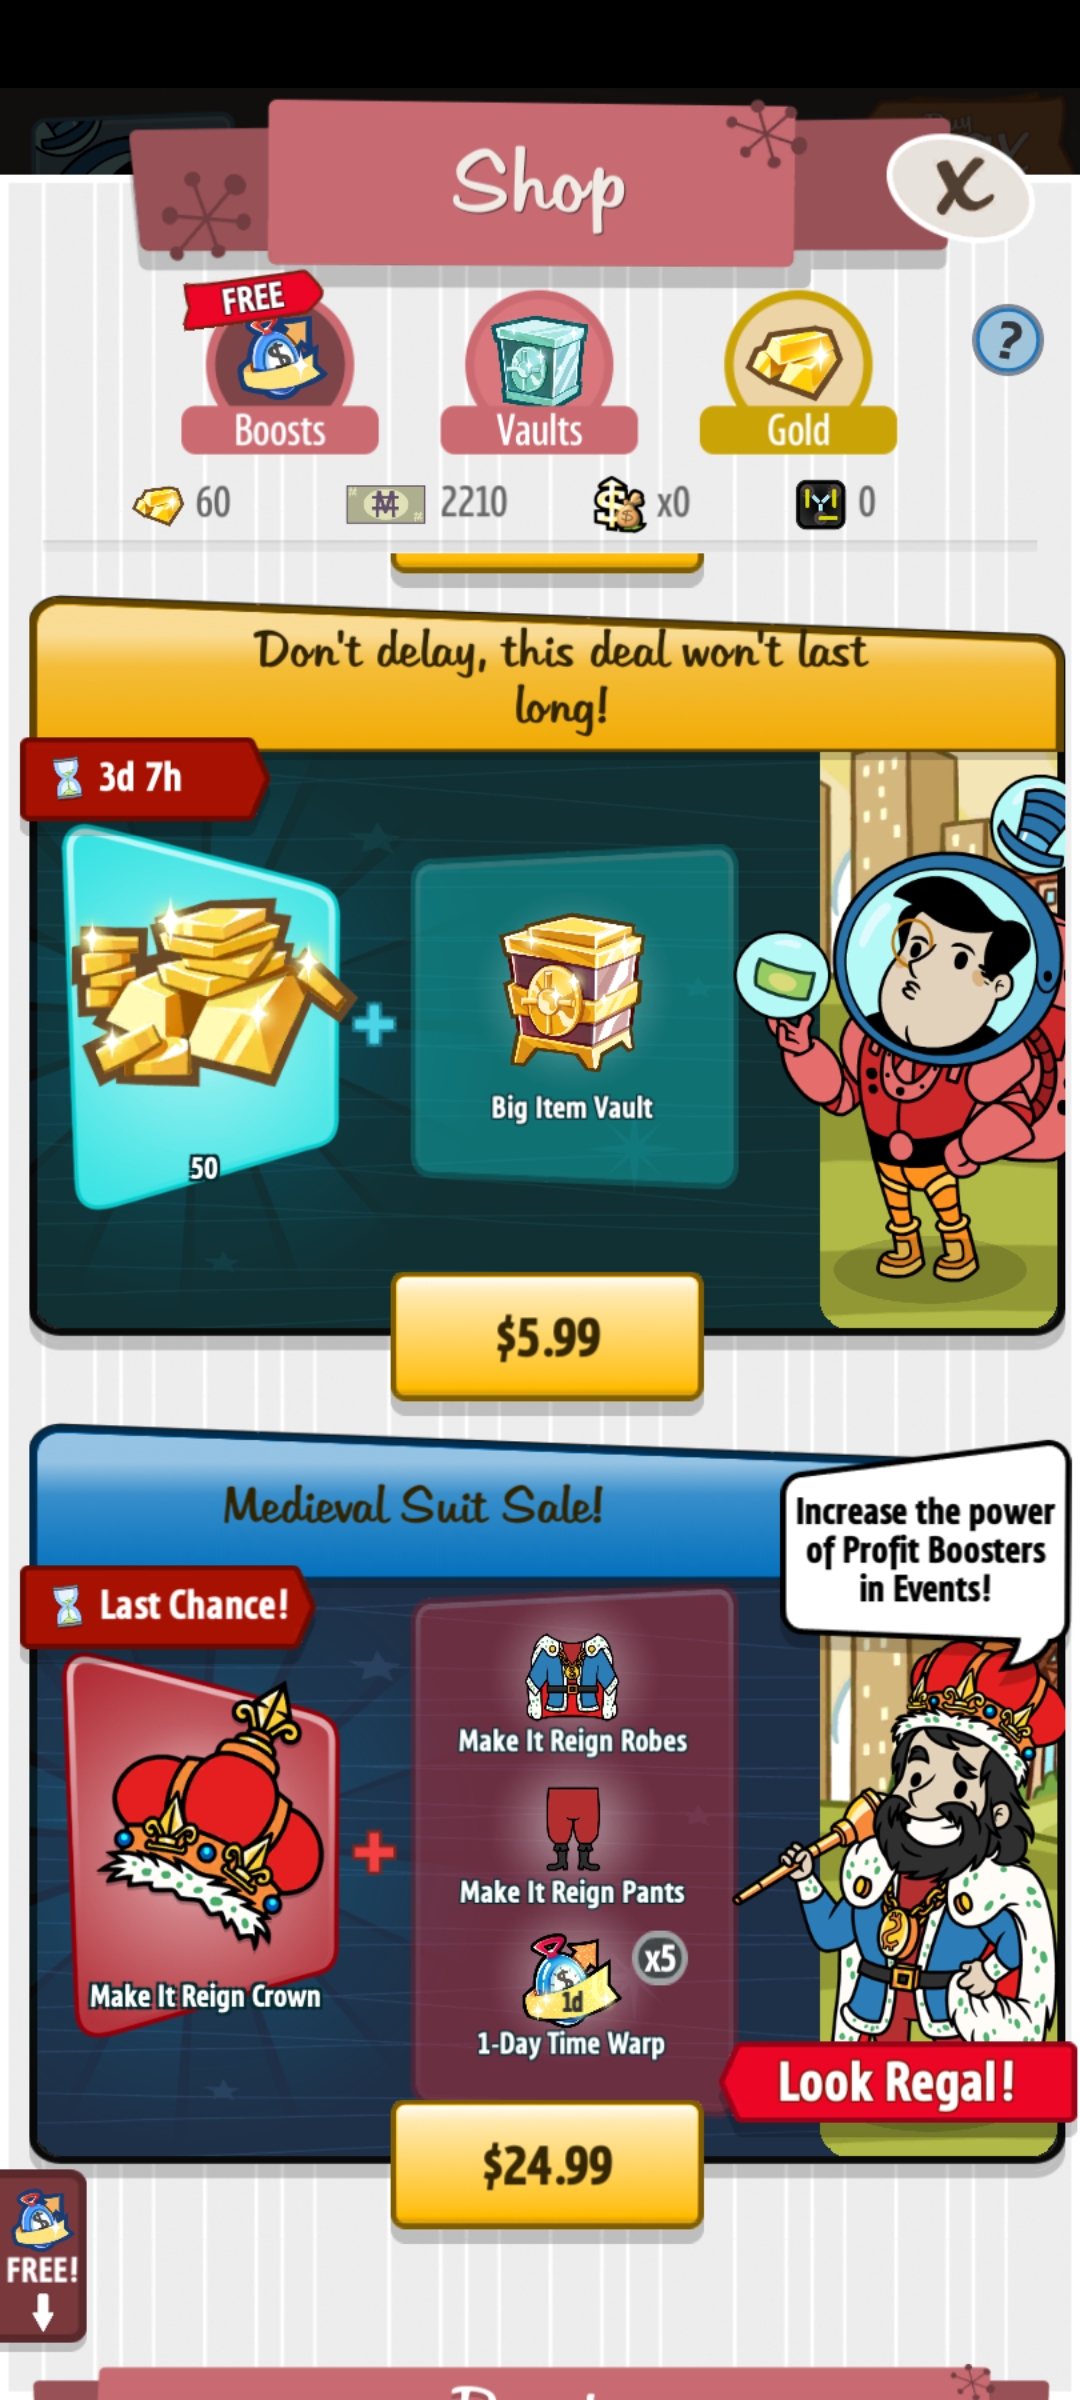 Shop
X
FREE
Boosts
Vaults
Gold
?
60
2210
x0
0
Don't delay, this deal won't last
long!
3d 7h
50
Big Item Vault
$5.99
Medieval Suit Sale!
Increase the power
of Profit Boosters
in Events!
Last Chance!
Make It Reign Robes
Make It Reign Pants
x5
1d
Make It Reign Crown
1-Day Time Warp
Look Regal!
$24.99
FREE!